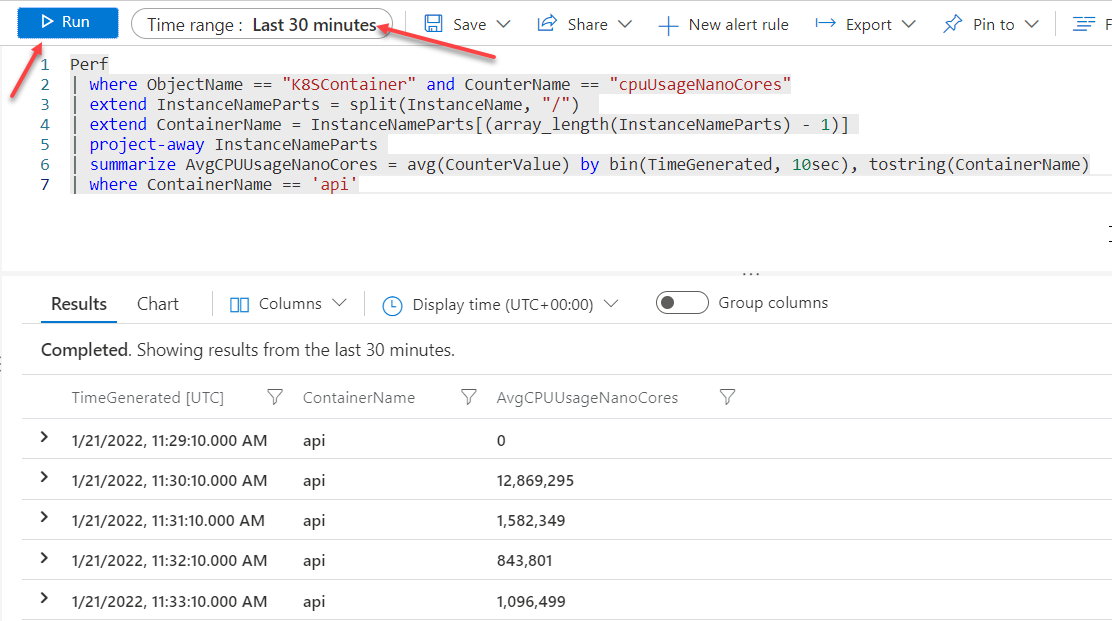 Run Time range : Last 30 minutes Save Share New alert rule Export Pin to F
1 Perf
2 | where ObjectName == "K8SContainer" and CounterName == "cpuUsageNanoCores"
3 | extend InstanceNameParts = split(InstanceName, "/")
4 | extend ContainerName = InstanceNameParts[(array_length(InstanceNameParts) - 1)]
5 | project-away InstanceNameParts
6 | summarize AvgCPUUsageNanoCores = avg(CounterValue) by bin(TimeGenerated, 10sec), tostring(ContainerName)
7 | where ContainerName == 'api'
Results Chart Columns Display time (UTC+00:00) Group columns
Completed. Showing results from the last 30 minutes.
TimeGenerated [UTC] ContainerName AvgCPUUsageNanoCores
1/21/2022, 11:29:10.000 AM api 0
1/21/2022, 11:30:10.000 AM api 12,869,295
1/21/2022, 11:31:10.000 AM api 1,582,349
1/21/2022, 11:32:10.000 AM api 843,801
1/21/2022, 11:33:10.000 AM api 1,096,499